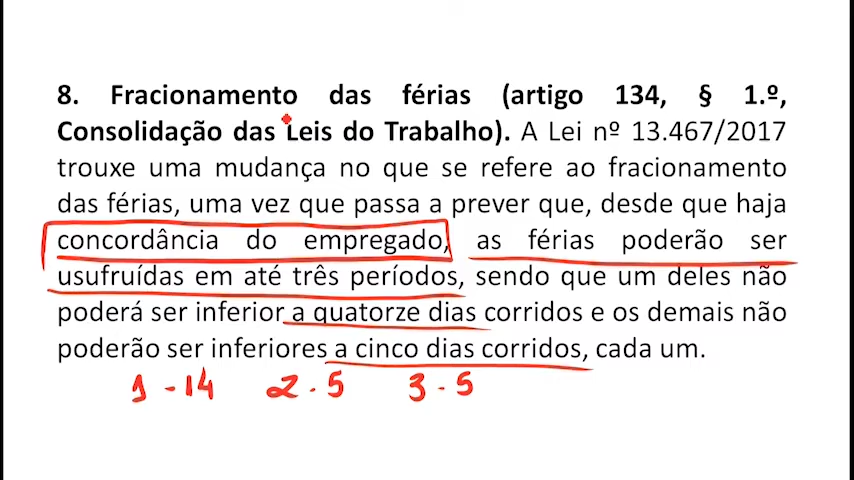 8. Fracionamento das férias (artigo 134, § 1.º,
Consolidação das Leis do Trabalho). A Lei nº 13.467/2017
trouxe uma mudança no que se refere ao fracionamento
das férias, uma vez que passa a prever que, desde que haja
concordância do empregado, as férias poderão ser
usufruídas em até três períodos, sendo que um deles não
poderá ser inferior a quatorze dias corridos e os demais não
poderão ser inferiores a cinco dias corridos, cada um.
1 - 14 2 - 5 3 - 5